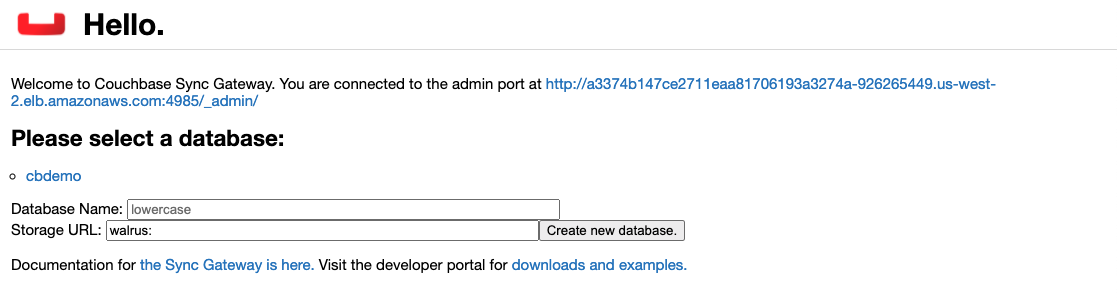 Hello.
Welcome to Couchbase Sync Gateway. You are connected to the admin port at http://a3374b147ce2711eaa81706193a3274a-926265449.us-west-
2.elb.amazonaws.com:4985/_admin/
Please select a database:
cbdemo
Database Name: lowercase
Storage URL: walrus: Create new database.
Documentation for the Sync Gateway is here. Visit the developer portal for downloads and examples.